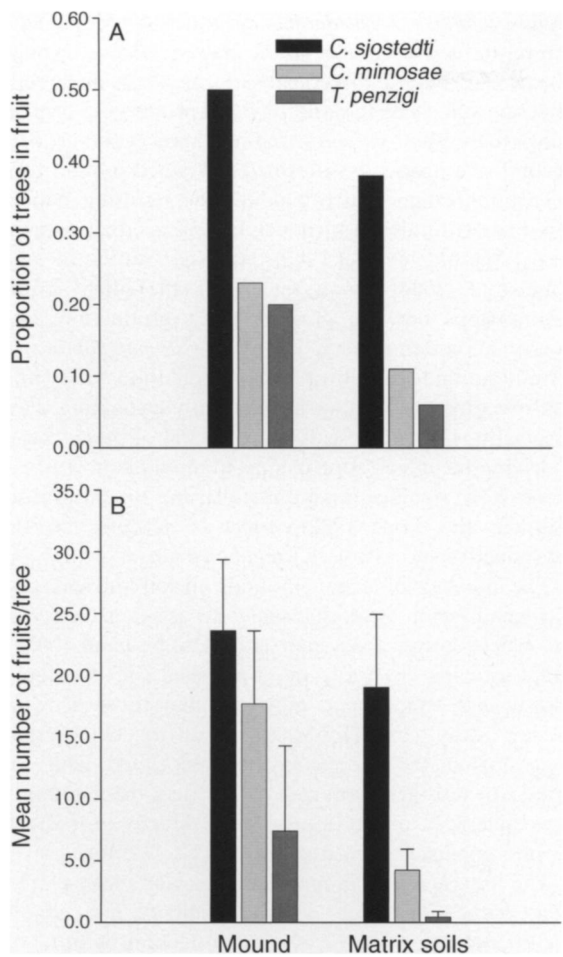 A
C. sjostedti
C. mimosae
T. penzigi
Proportion of trees in fruit
0.60
0.50
0.40
0.30
0.20
0.10
0.00
B
Mean number of fruits/tree
35.0
30.0
25.0
20.0
15.0
10.0
5.0
0.0
Mound
Matrix soils